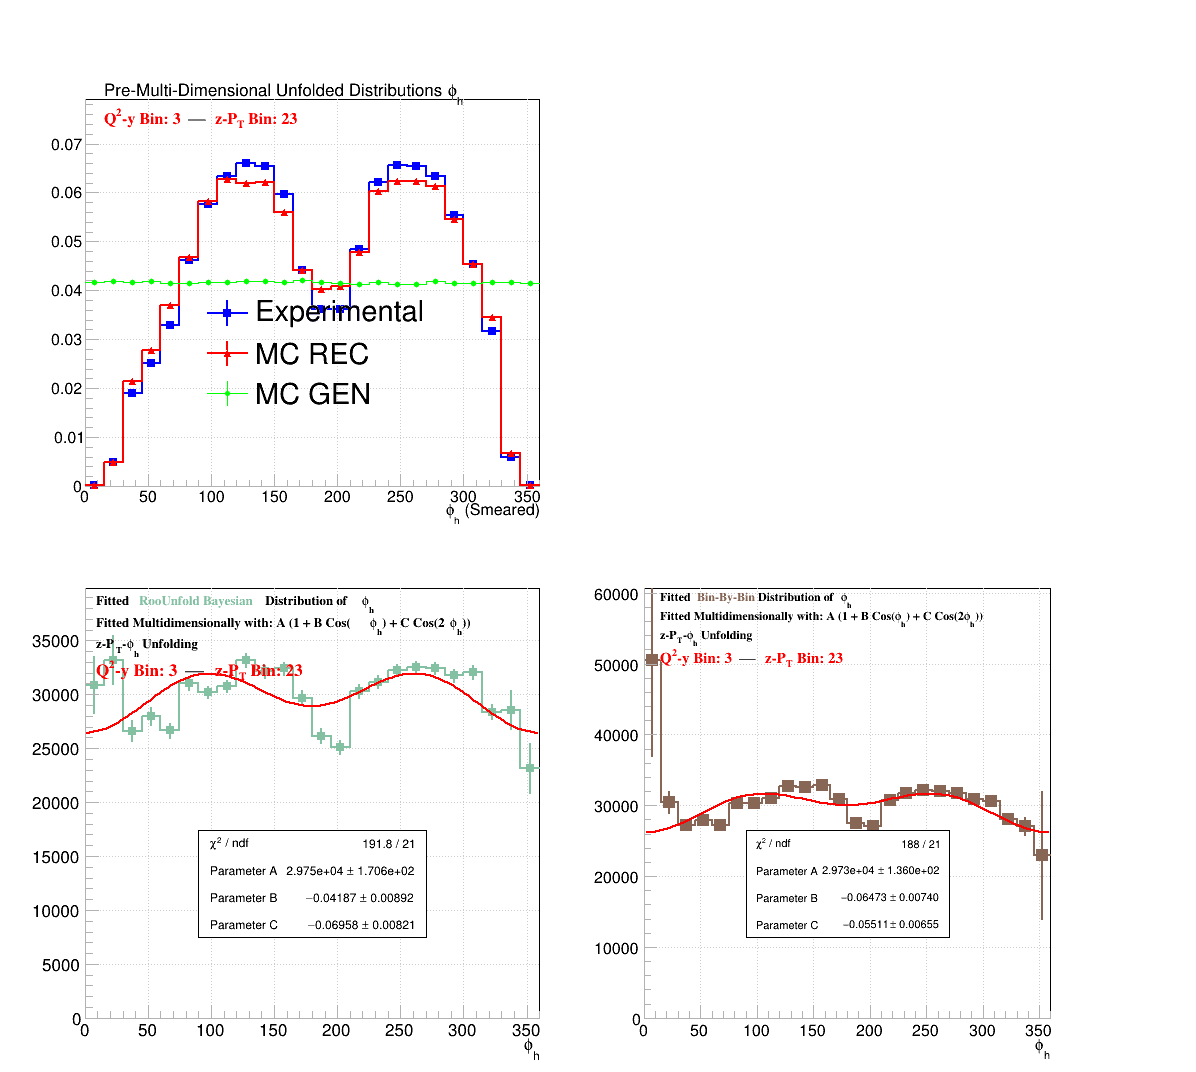 Pre-Multi-Dimensional Unfolded Distributions ϕh
Q²-y Bin: 3 — z-PT Bin: 23
0.07
0.06
0.05
0.04
0.03
0.02
0.01
0
Experimental
MC REC
MC GEN
0 50 100 150 200 250 300 350
ϕh (Smeared)
Fitted RooUnfold Bayesian Distribution of ϕh
Fitted Multidimensionally with: A (1 + B Cos( ϕh) + C Cos(2 ϕh))
z-PT-ϕh Unfolding
Q²-y Bin: 3 — z-PT Bin: 23
35000
30000
25000
20000
15000
10000
5000
0
χ² / ndf 191.8 / 21
Parameter A 2.975e+04 ± 1.706e+02
Parameter B −0.04187 ± 0.00892
Parameter C −0.06958 ± 0.00821
0 50 100 150 200 250 300 350
ϕh
Fitted Bin-By-Bin Distribution of ϕh
Fitted Multidimensionally with: A (1 + B Cos(ϕh) + C Cos(2ϕh))
z-PT-ϕh Unfolding
Q²-y Bin: 3 — z-PT Bin: 23
60000
50000
40000
30000
20000
10000
0
χ² / ndf 188 / 21
Parameter A 2.973e+04 ± 1.360e+02
Parameter B −0.06473 ± 0.00740
Parameter C −0.05511 ± 0.00655
0 50 100 150 200 250 300 350
ϕh